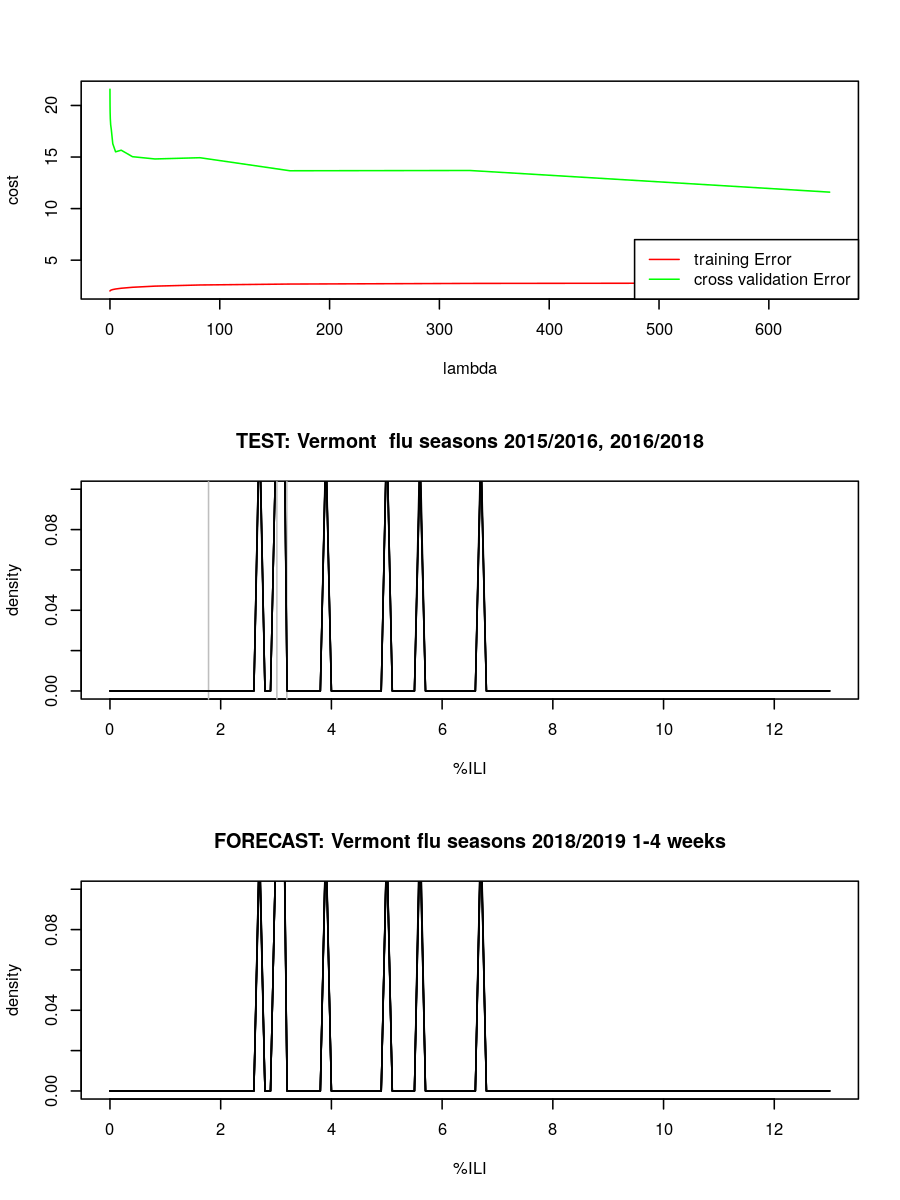 20
15
10
5
cost
training Error
cross validation Error
0 100 200 300 400 500 600
lambda
TEST: Vermont  flu seasons 2015/2016, 2016/2018
0.08
0.04
0.00
density
0 2 4 6 8 10 12
%ILI
FORECAST: Vermont flu seasons 2018/2019 1-4 weeks
0.08
0.04
0.00
density
0 2 4 6 8 10 12
%ILI